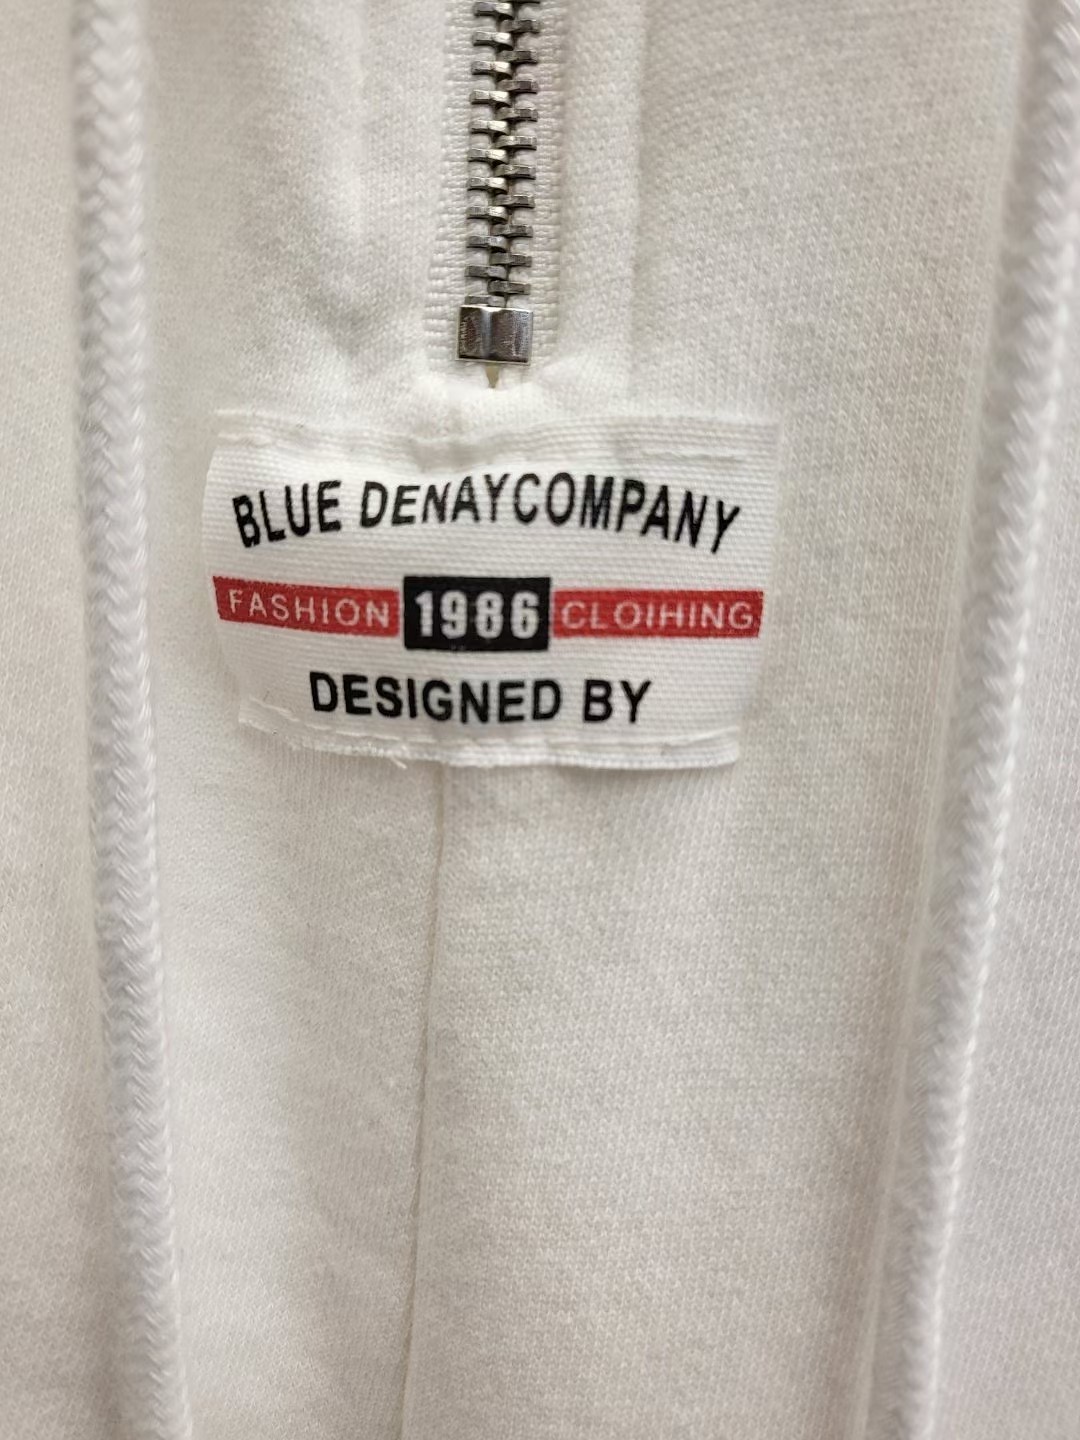 BLUE DENAYCOMPANY
FASHION 1986 CLOIHING
DESIGNED BY